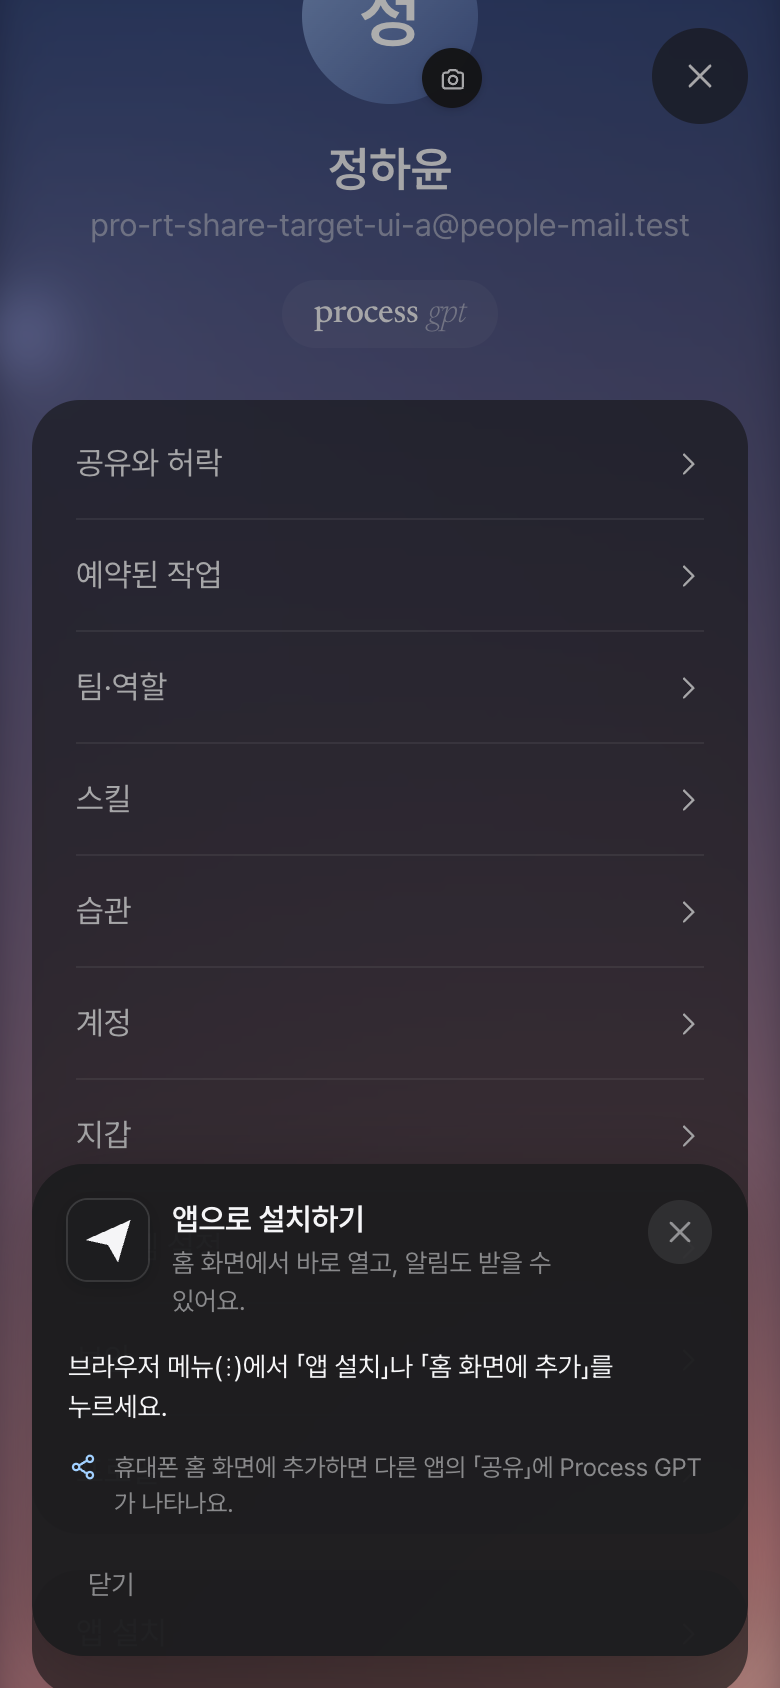 정
정하윤
pro-rt-share-target-ui-a@people-mail.test
process gpt
공유와 허락
예약된 작업
팀·역할
스킬
습관
계정
지갑
앱으로 설치하기
홈 화면에서 바로 열고, 알림도 받을 수
있어요.
브라우저 메뉴(⋮)에서 「앱 설치」나 「홈 화면에 추가」를
누르세요.
휴대폰 홈 화면에 추가하면 다른 앱의 「공유」에 Process GPT
가 나타나요.
닫기
앱 설치